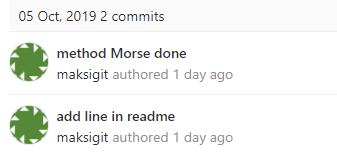 05 Oct, 2019 2 commits
method Morse done
maksigit authored 1 day ago
add line in readme
maksigit authored 1 day ago